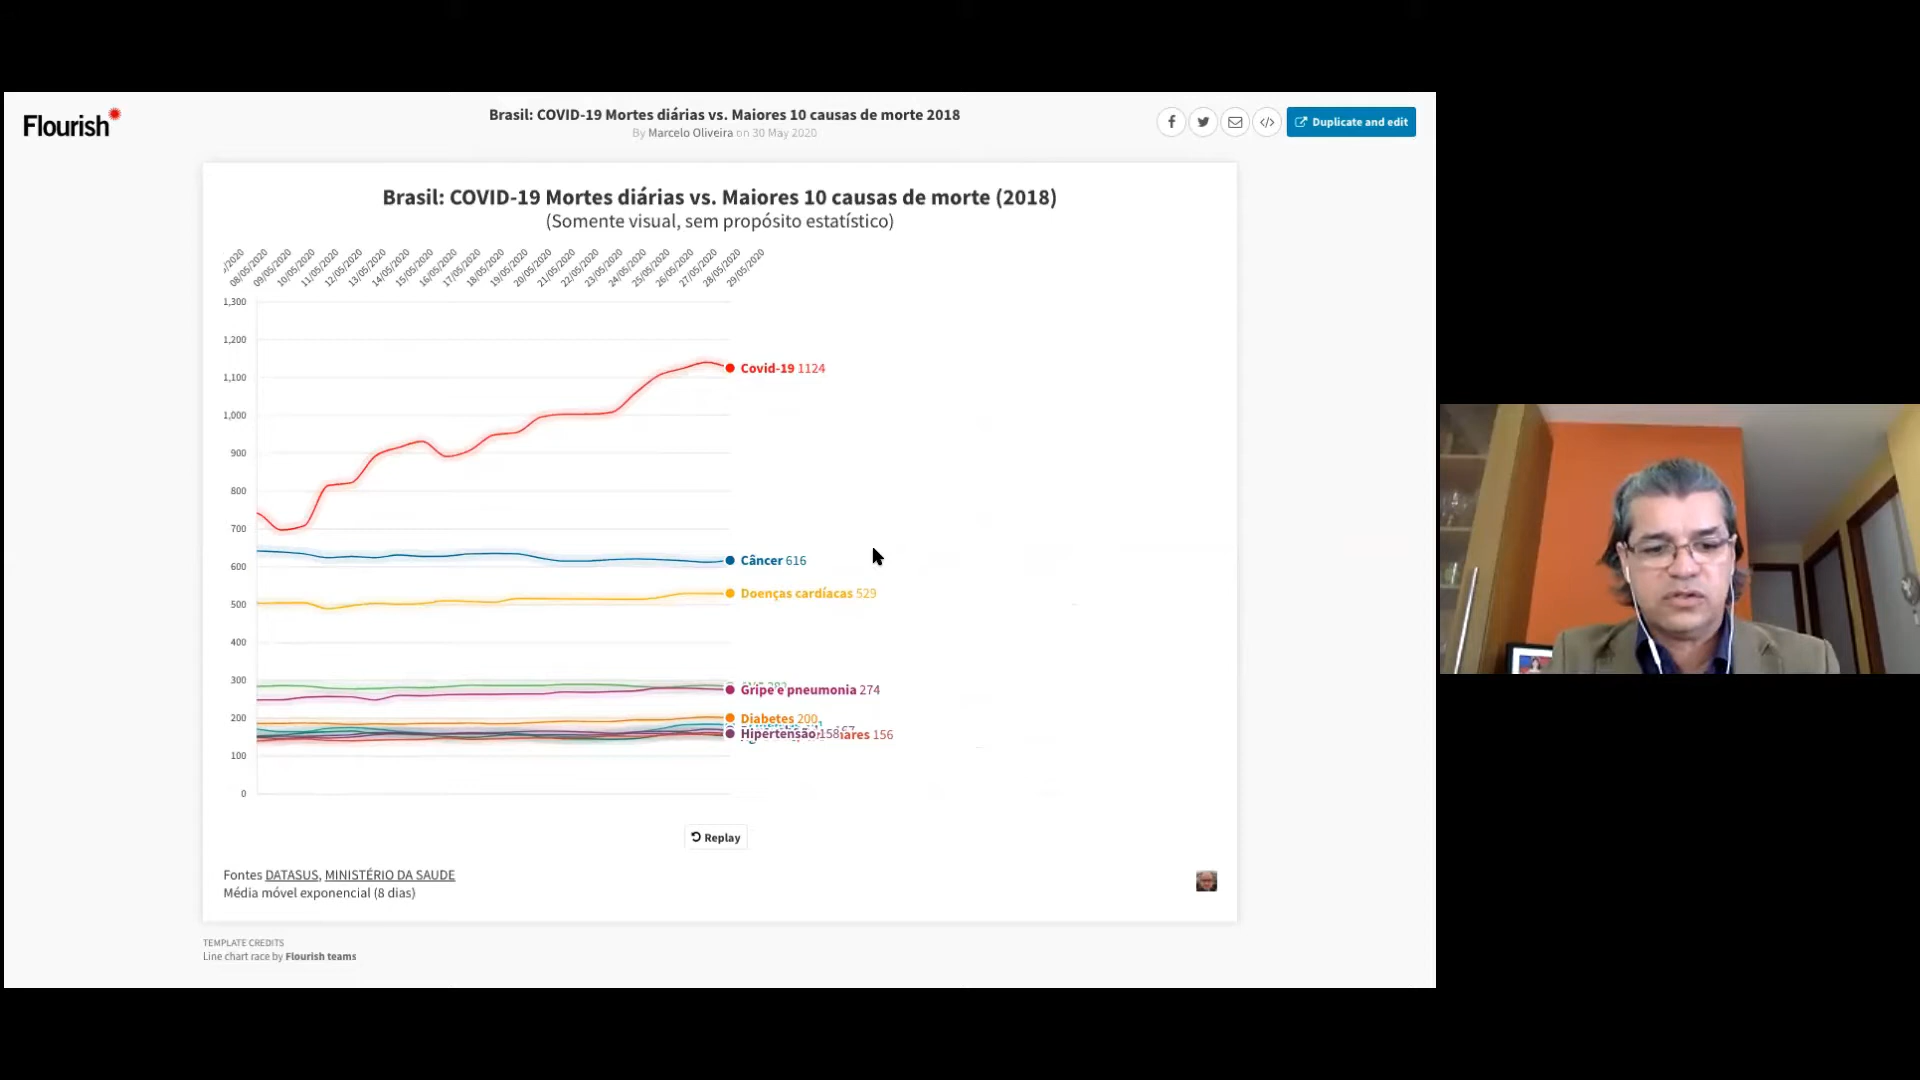 Flourish
Brasil: COVID-19 Mortes diárias vs. Maiores 10 causas de morte 2018
By Marcelo Oliveira on 30 May 2020
Duplicate and edit
Brasil: COVID-19 Mortes diárias vs. Maiores 10 causas de morte (2018)
(Somente visual, sem propósito estatístico)
/2020
08/05/2020
09/05/2020
10/05/2020
11/05/2020
12/05/2020
13/05/2020
14/05/2020
15/05/2020
16/05/2020
17/05/2020
18/05/2020
19/05/2020
20/05/2020
21/05/2020
22/05/2020
23/05/2020
24/05/2020
25/05/2020
26/05/2020
27/05/2020
28/05/2020
29/05/2020
1,300
1,200
1,100
1,000
900
800
700
600
500
400
300
200
100
0
Covid-19 1124
Câncer 616
Doenças cardíacas 529
Gripe e pneumonia 274
Diabetes 200
Hipertensão 158
156
Replay
Fontes DATASUS, MINISTÉRIO DA SAUDE
Média móvel exponencial (8 dias)
TEMPLATE CREDITS
Line chart race by Flourish teams